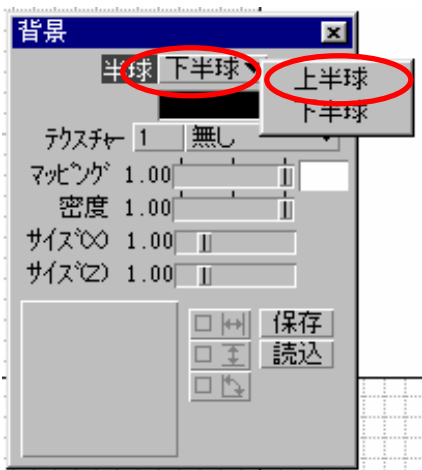 背景
半球 下半球
上半球
下半球
テクスチャー 1 無し
マッピング 1.00
密度 1.00
サイズ(X) 1.00
サイズ(Z) 1.00
保存
読込